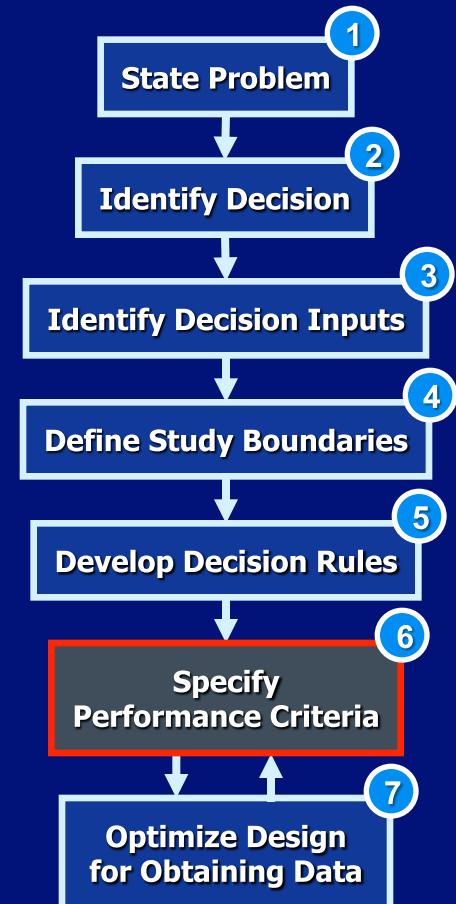 1
State Problem
2
Identify Decision
3
Identify Decision Inputs
4
Define Study Boundaries
5
Develop Decision Rules
6
Specify
Performance Criteria
7
Optimize Design
for Obtaining Data